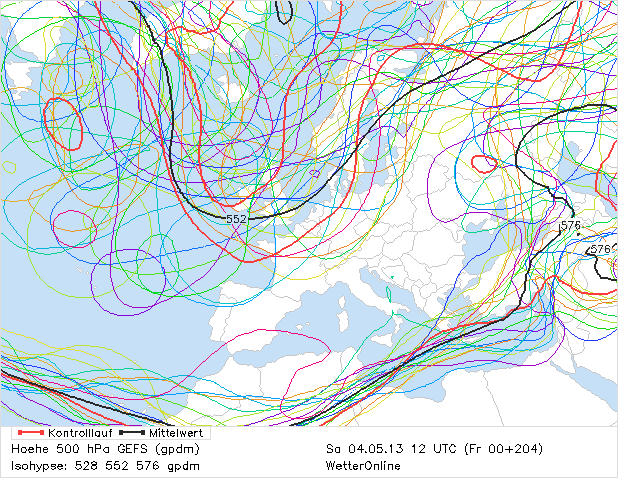 552
576
576
Kontrolllauf Mittelwert
Hoehe 500 hPa GEFS (gpdm)
Sa 04.05.13 12 UTC (Fr 00+204)
Isohypse: 528 552 576 gpdm
WetterOnline